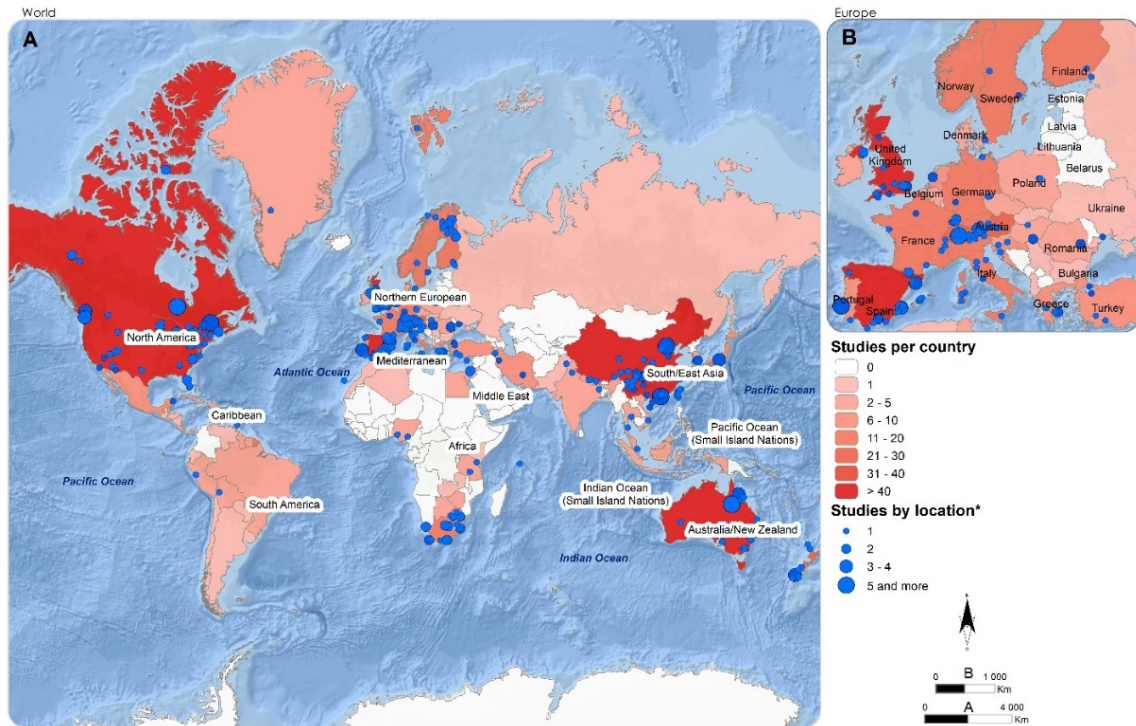 World
A
North America
Atlantic Ocean
Caribbean
Pacific Ocean
South America
Northern European
Mediterranean
Middle East
Africa
South/East Asia
Pacific Ocean
Pacific Ocean
(Small Island Nations)
Indian Ocean
(Small Island Nations)
Australia/New Zealand
Indian Ocean
Europe
B
Norway
Finland
Sweden
Estonia
Latvia
Denmark
Lithuania
United
Kingdom
Belarus
Belgium
Poland
Germany
Ukraine
Austria
France
Romania
Italy
Bulgaria
Portugal
Spain
Greece
Turkey
Studies per country
0
1
2 - 5
6 - 10
11 - 20
21 - 30
31 - 40
> 40
Studies by location*
1
2
3 - 4
5 and more
B
0 1 000
Km
A
0 4 000
Km